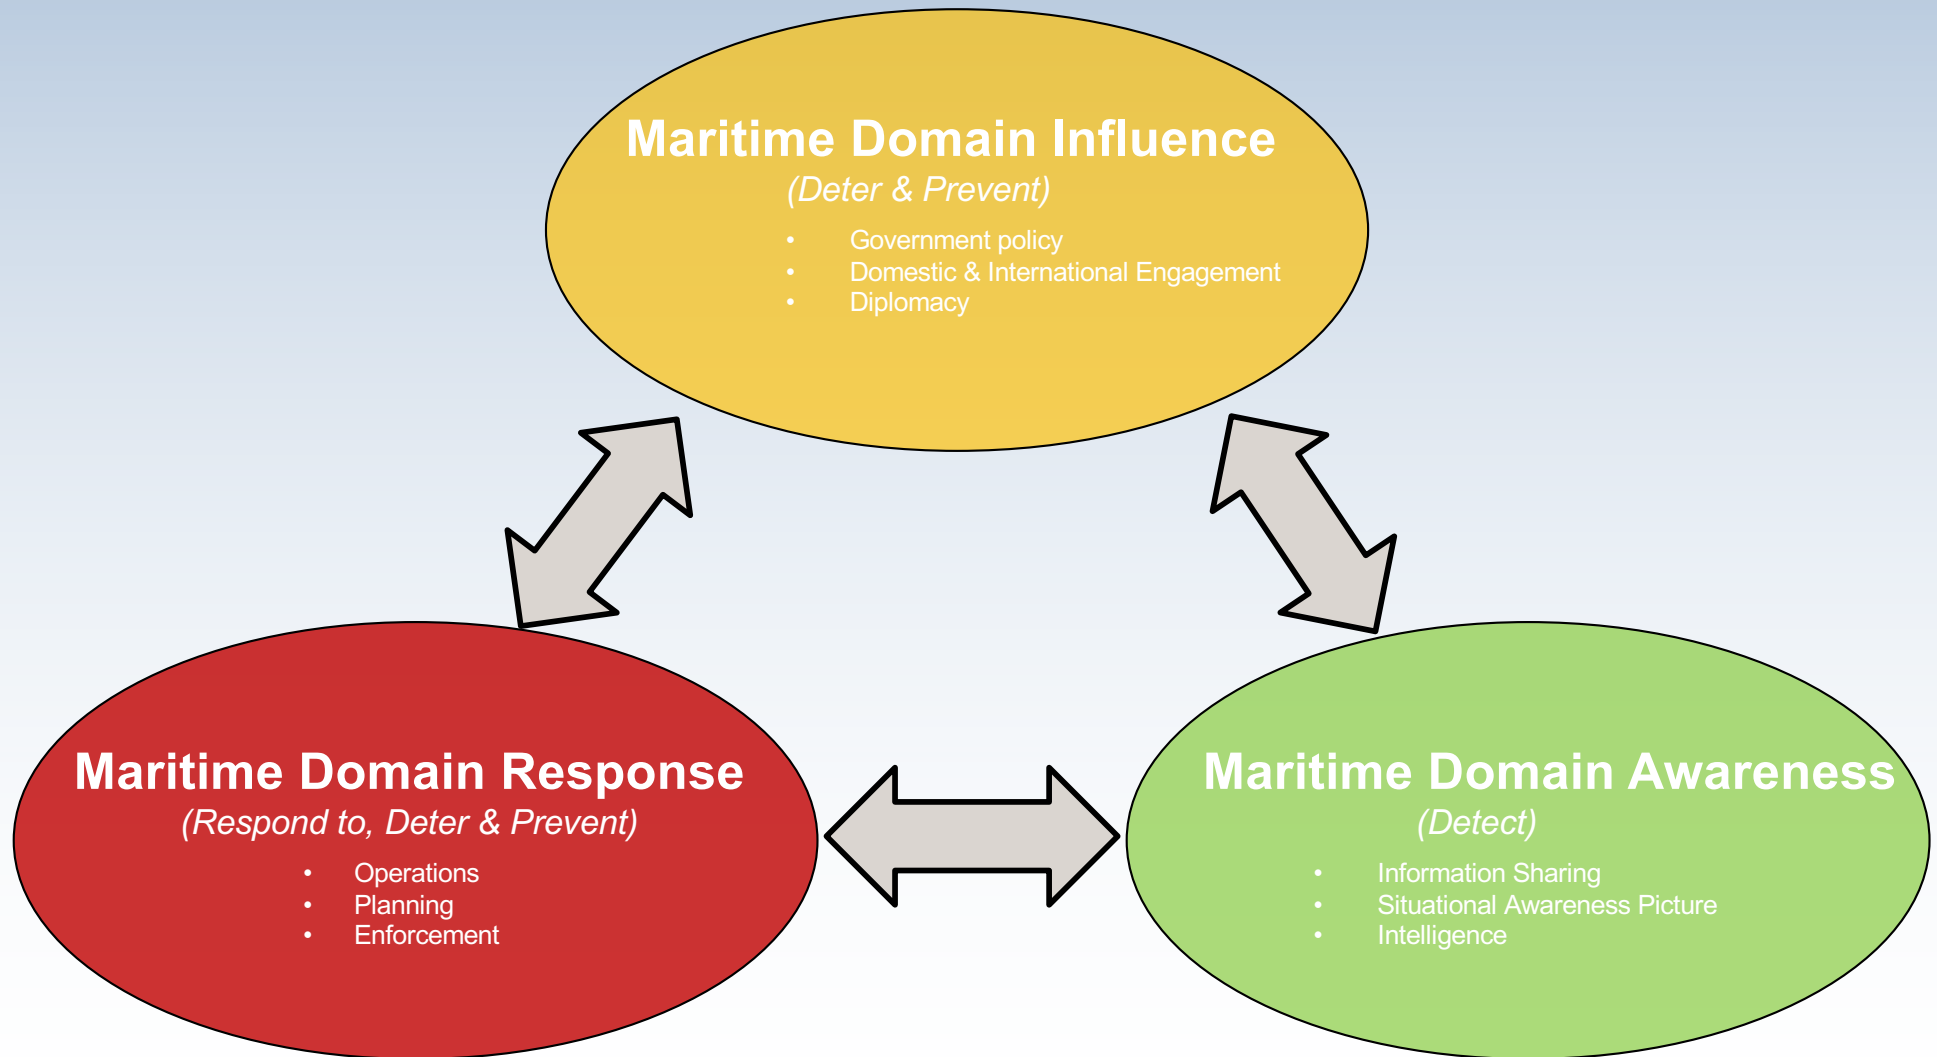 Maritime Domain Influence
(Deter & Prevent)
• Government policy
• Domestic & International Engagement
• Diplomacy
Maritime Domain Response
(Respond to, Deter & Prevent)
• Operations
• Planning
• Enforcement
Maritime Domain Awareness
(Detect)
• Information Sharing
• Situational Awareness Picture
• Intelligence